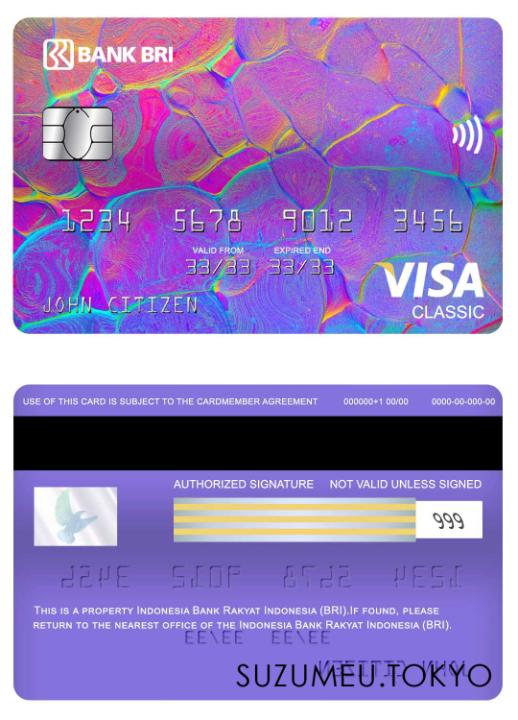 BANK BRI
1234 5678 9012 3456
VALID FROM EXPIRED END
33/33 33/33
JOHN CITIZEN
VISA
CLASSIC
USE OF THIS CARD IS SUBJECT TO THE CARDMEMBER AGREEMENT 000000+1 00/00 0000-00-000-00
AUTHORIZED SIGNATURE NOT VALID UNLESS SIGNED
999
THIS IS A PROPERTY INDONESIA BANK RAKYAT INDONESIA (BRI).IF FOUND, PLEASE
RETURN TO THE NEAREST OFFICE OF THE INDONESIA BANK RAKYAT INDONESIA (BRI).
SUZUMEU.TOKYO